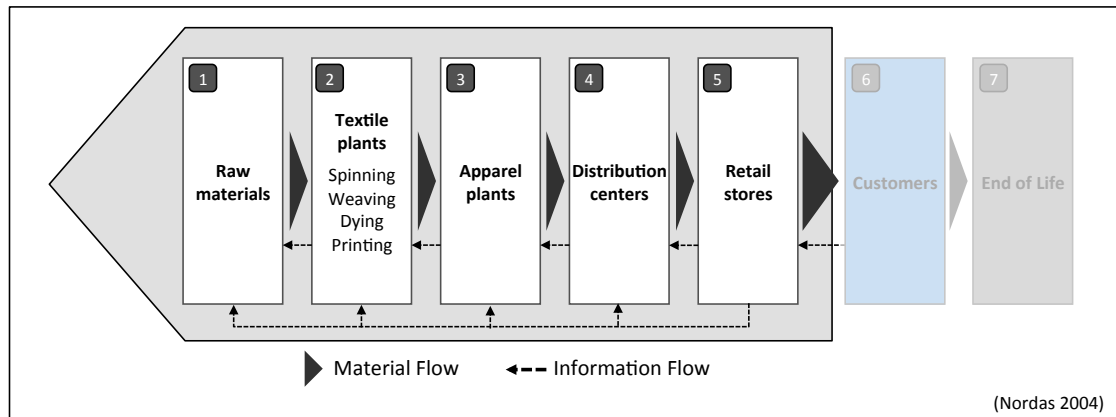 1
Raw
materials
2
Textile
plants
Spinning
Weaving
Dying
Printing
3
Apparel
plants
4
Distribution
centers
5
Retail
stores
6
Customers
7
End of Life
Material Flow
Information Flow
(Nordas 2004)